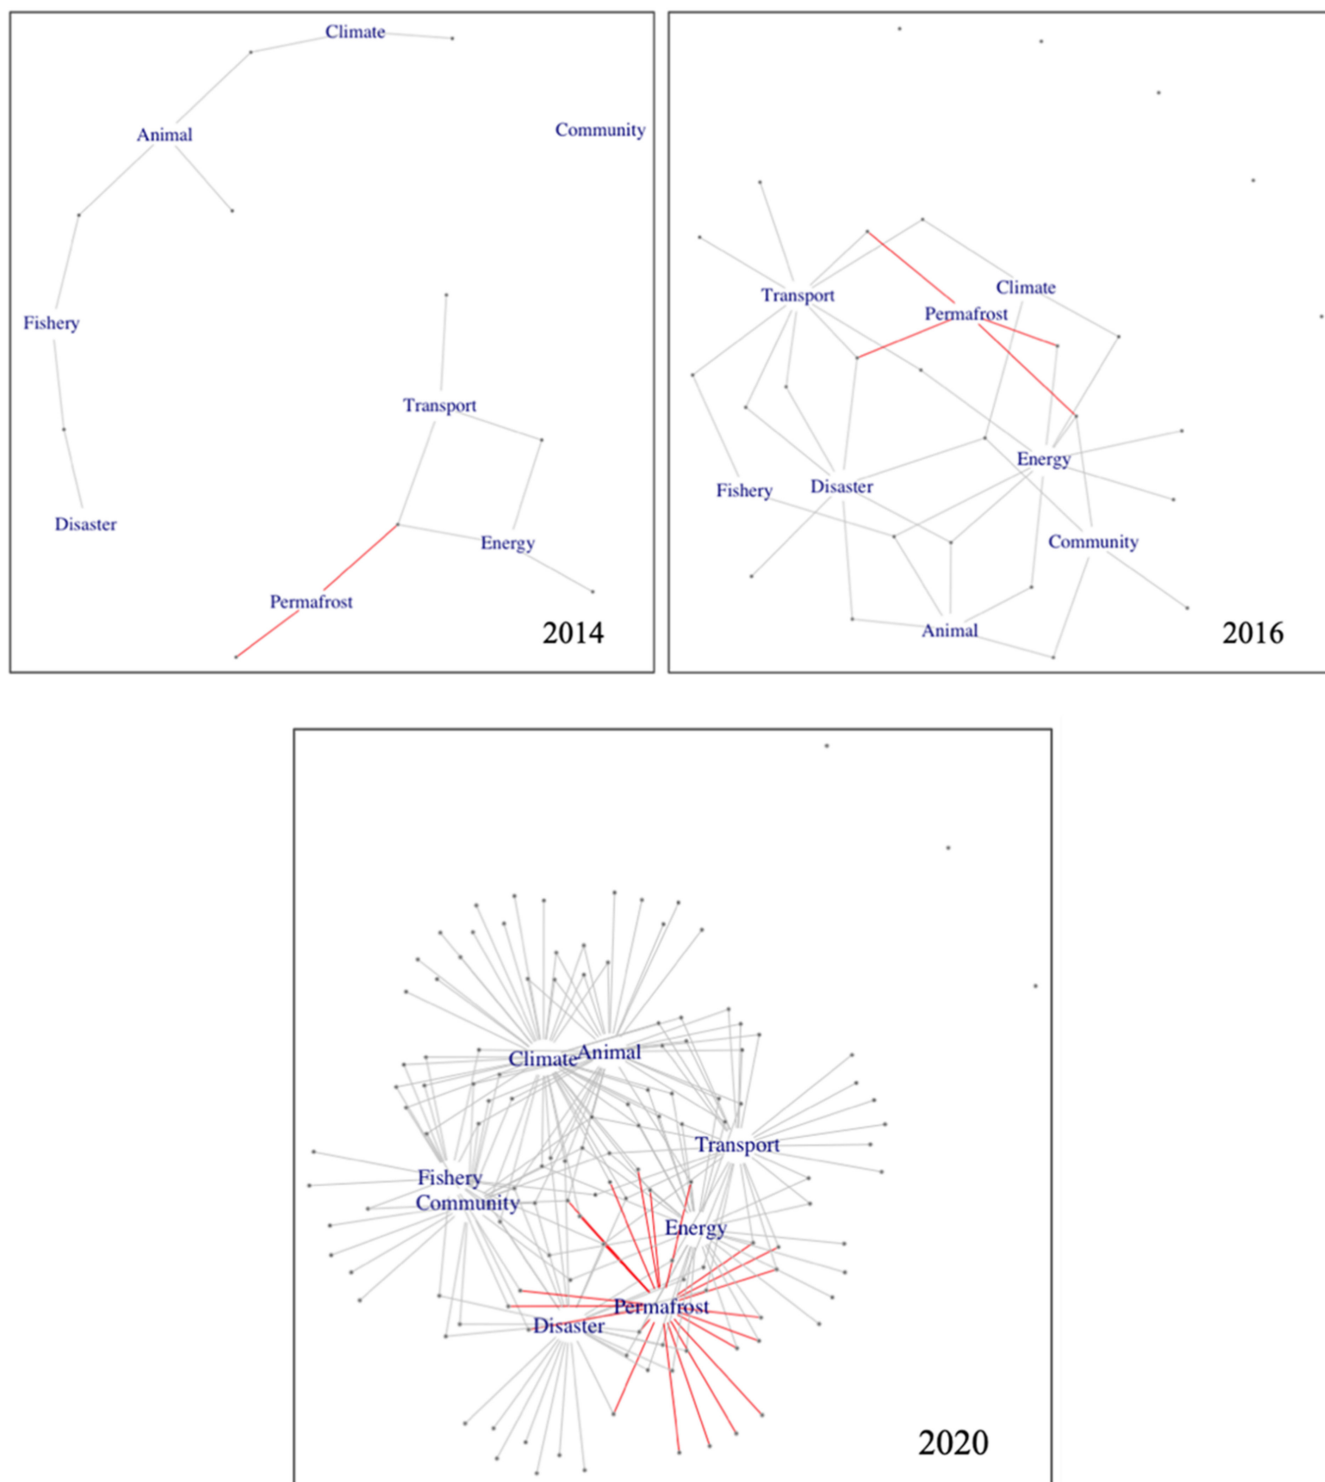 Climate
Community
Animal
Fishery
Transport
Disaster
Energy
Permafrost
2014
Climate
Transport
Permafrost
Energy
Fishery
Disaster
Community
Animal
2016
Climate
Animal
Transport
Fishery
Community
Energy
Permafrost
Disaster
2020